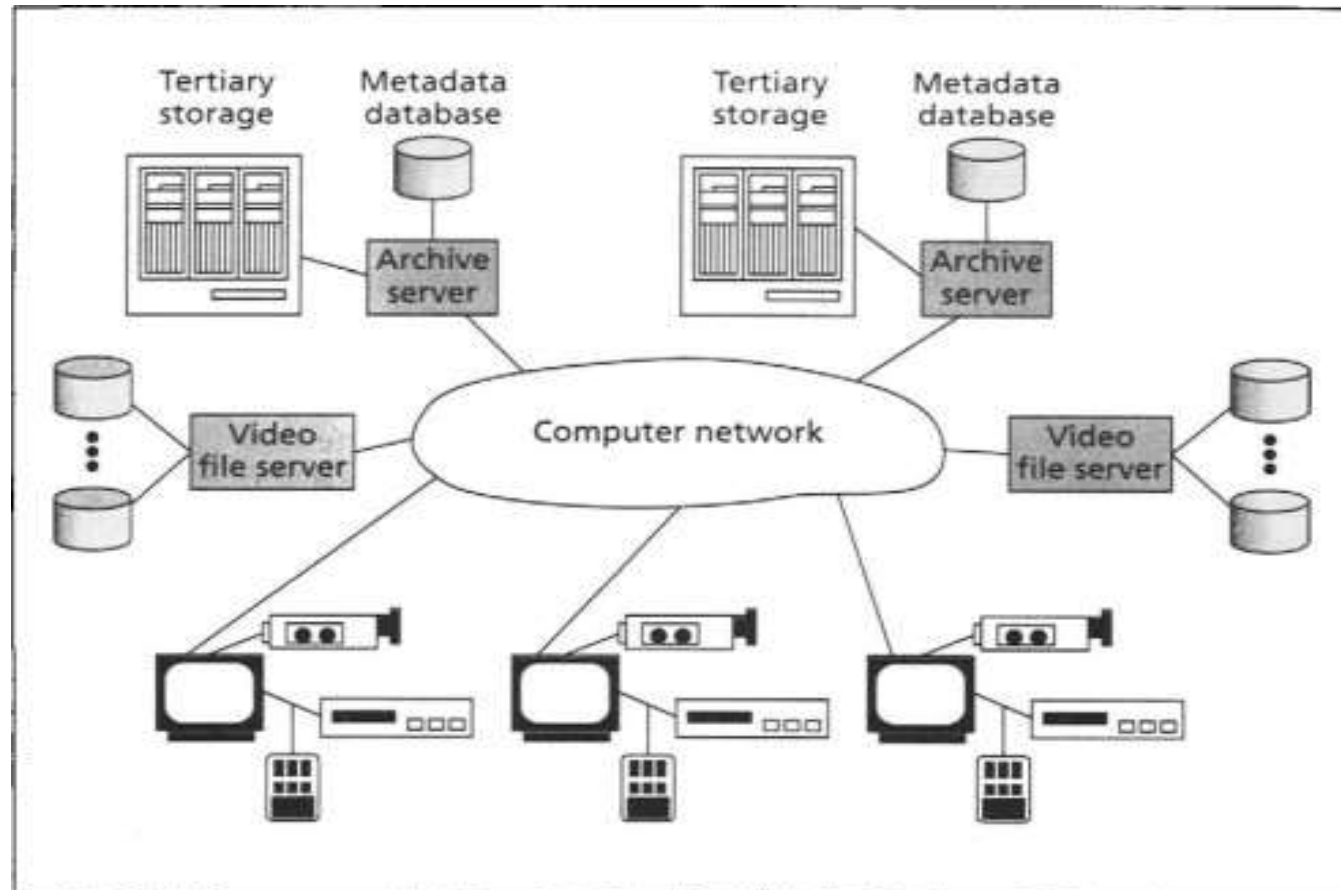 Tertiary
storage
Metadata
database
Tertiary
storage
Metadata
database
Archive
server
Archive
server
Video
file server
Computer network
Video
file server